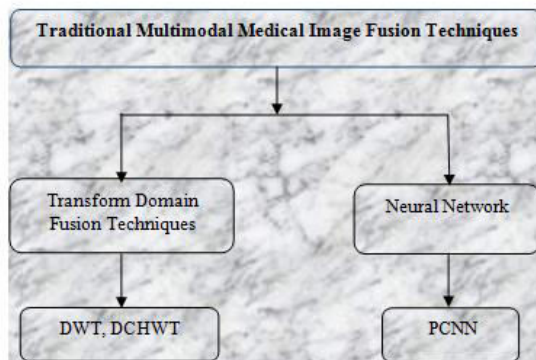 Traditional Multimodal Medical Image Fusion Techniques
Transform Domain
Fusion Techniques
Neural Network
DWT, DCHWT
PCNN